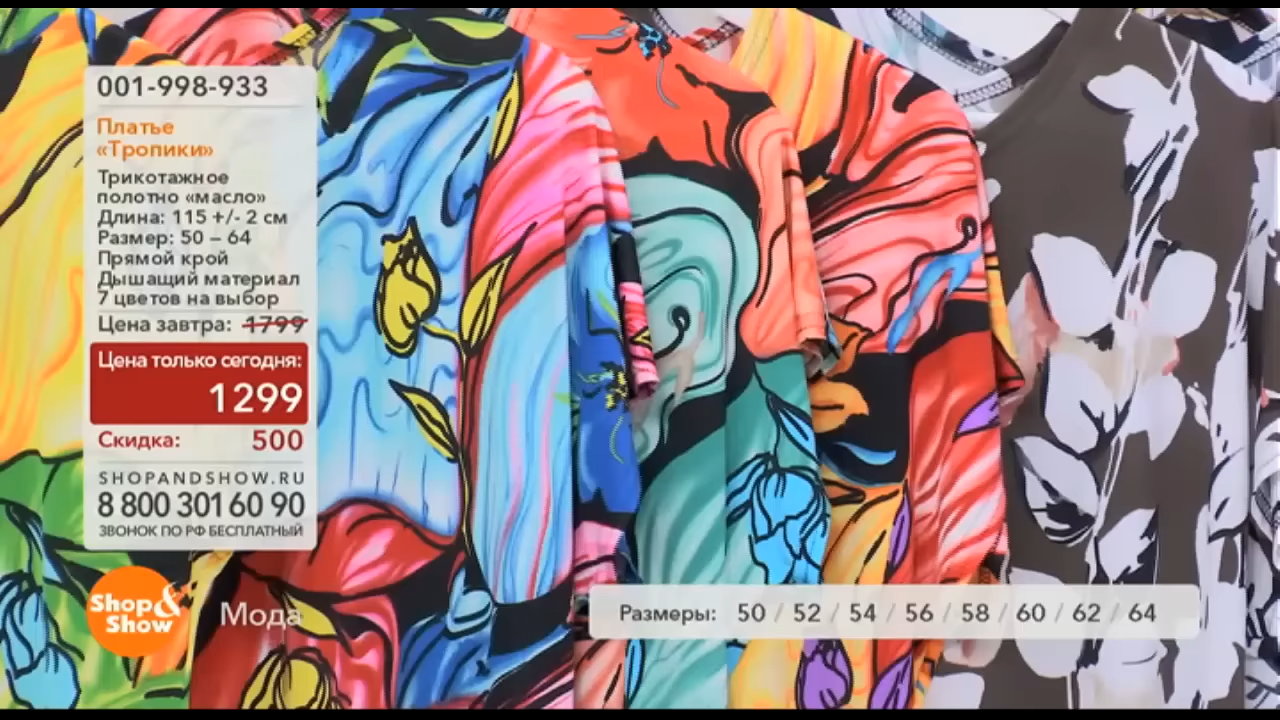 001-998-933
Платье
«Тропики»
Трикотажное
полотно «масло»
Длина: 115 +/- 2 см
Размер: 50 – 64
Прямой крой
Дышащий материал
7 цветов на выбор
Цена завтра: 1799
Цена только сегодня:
1299
Скидка: 500
SHOPANDSHOW.RU
8 800 301 60 90
ЗВОНОК ПО РФ БЕСПЛАТНЫЙ
Shop&
Show
Мода
Размеры: 50 / 52 / 54 / 56 / 58 / 60 / 62 / 64